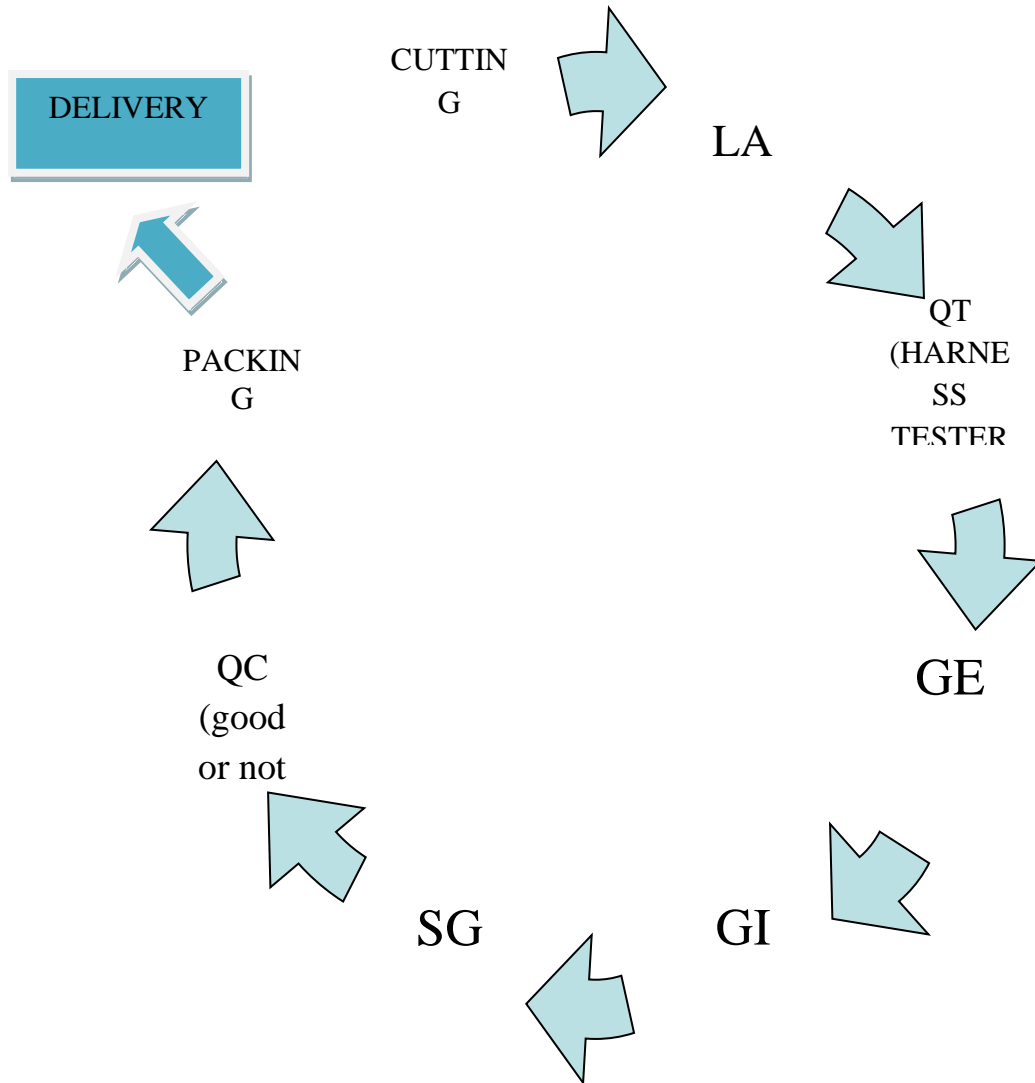 CUTTIN
G
LA
QT
(HARNE
SS
TESTER
GE
GI
SG
QC
(good
or not
PACKIN
G
DELIVERY